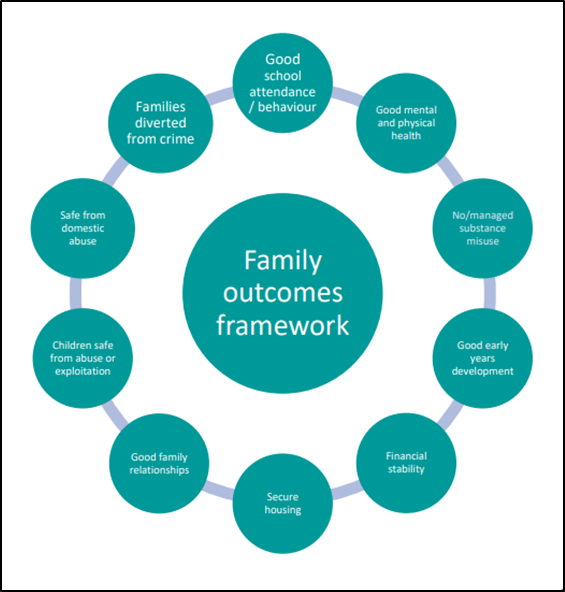 Good
school
attendance
/ behaviour
Good mental
and physical
health
No/managed
substance
misuse
Good early
years
development
Financial
stability
Secure
housing
Good family
relationships
Children safe
from abuse or
exploitation
Safe from
domestic
abuse
Families
diverted
from crime
Family
outcomes
framework